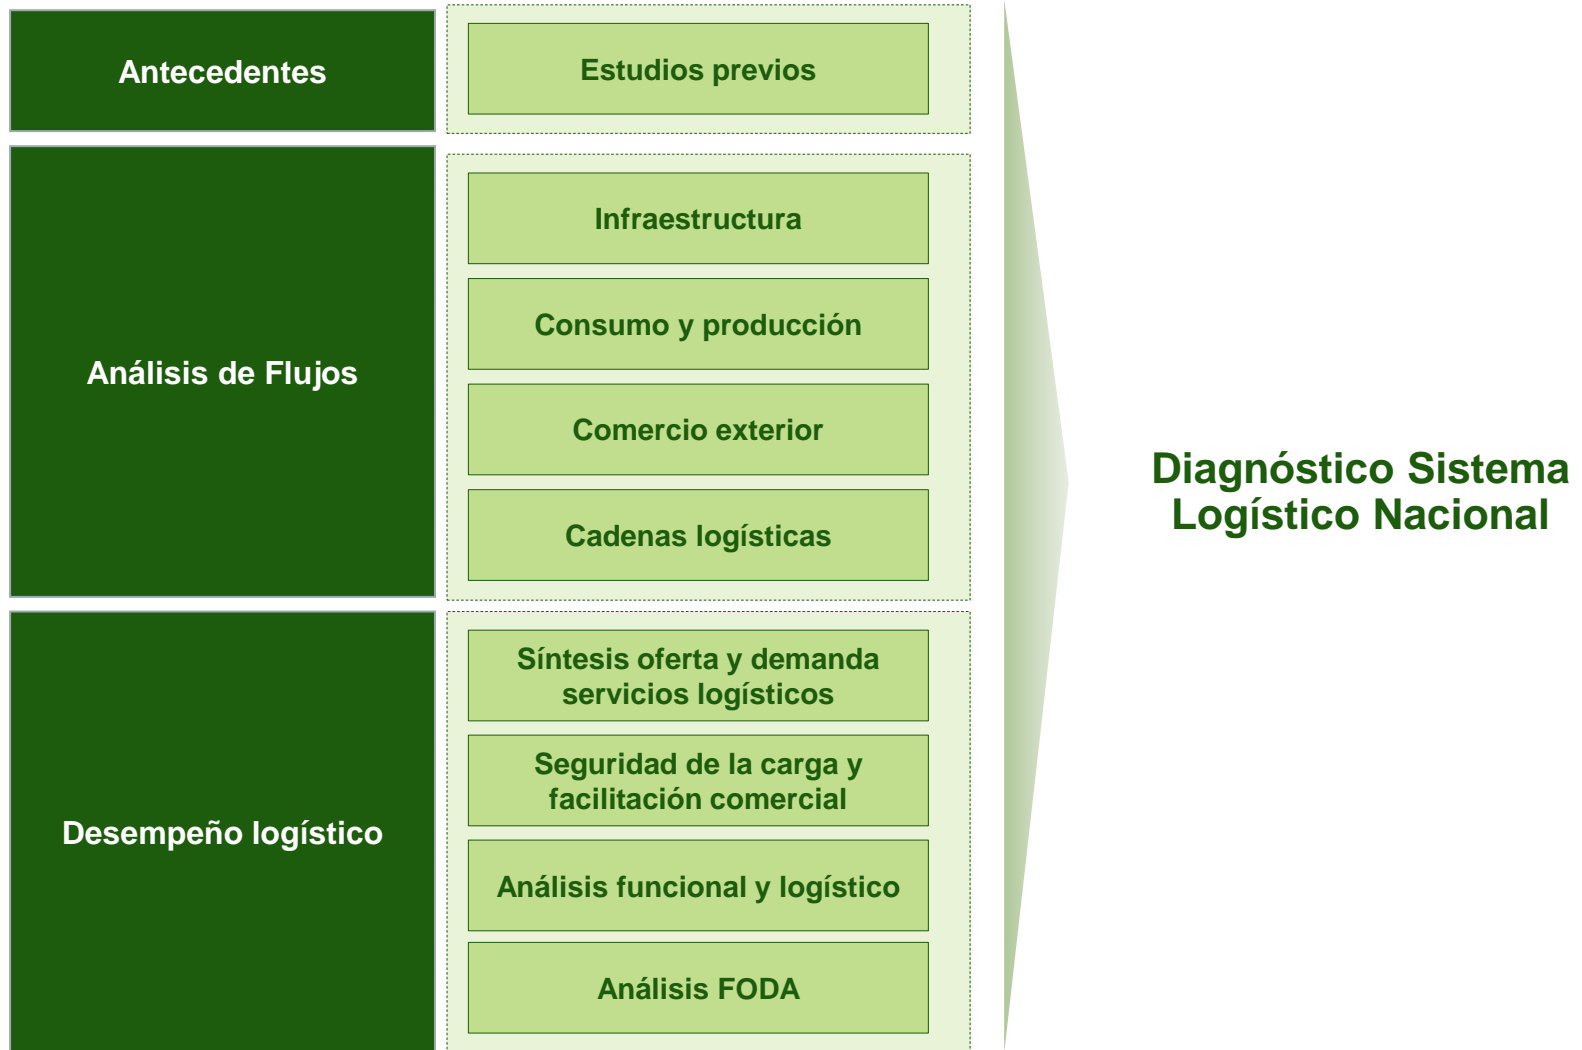 Antecedentes
Estudios previos
Análisis de Flujos
Infraestructura
Consumo y producción
Comercio exterior
Cadenas logísticas
Desempeño logístico
Síntesis oferta y demanda
servicios logísticos
Seguridad de la carga y
facilitación comercial
Análisis funcional y logístico
Análisis FODA
Diagnóstico Sistema
Logístico Nacional